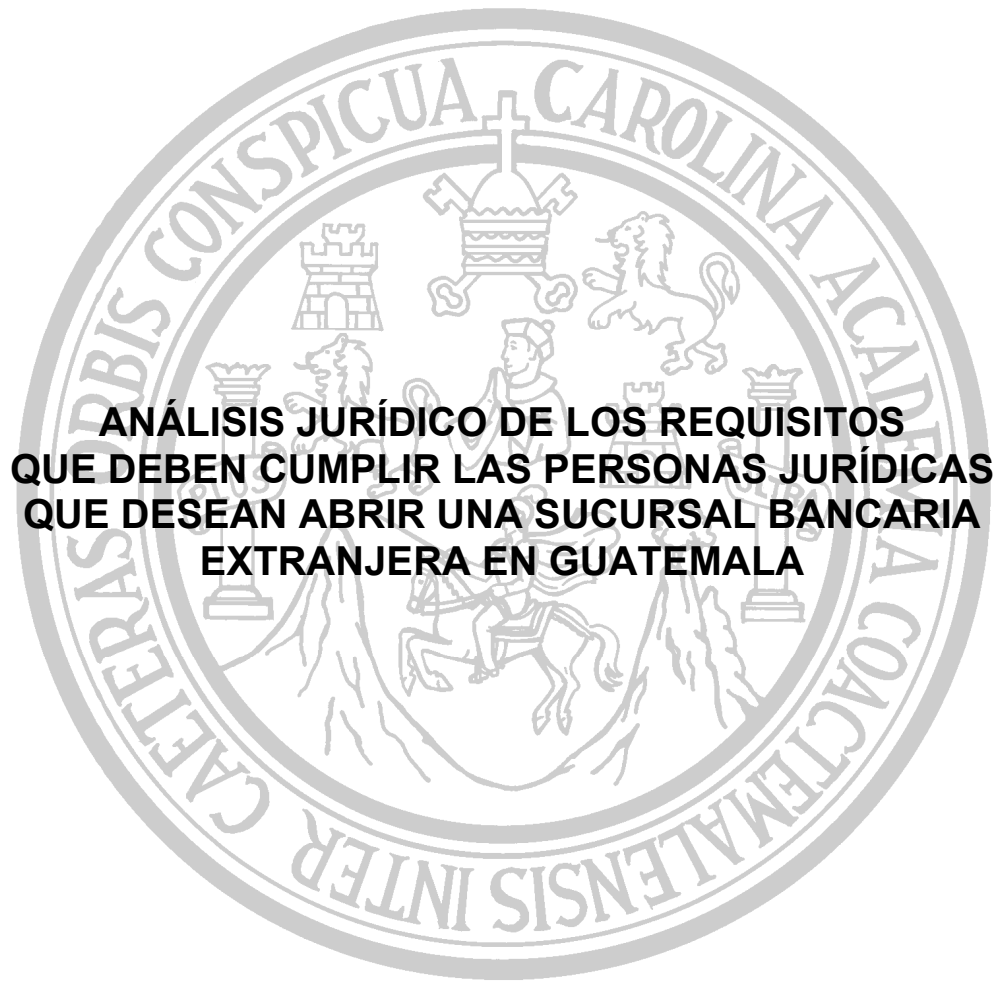 ANÁLISIS JURÍDICO DE LOS REQUISITOS
QUE DEBEN CUMPLIR LAS PERSONAS JURÍDICAS
QUE DESEAN ABRIR UNA SUCURSAL BANCARIA
EXTRANJERA EN GUATEMALA
CAETERAS ORBIS CONSPICUA CAROLINA ACADEMIA COACTEMALENSIS INTER
PLUS